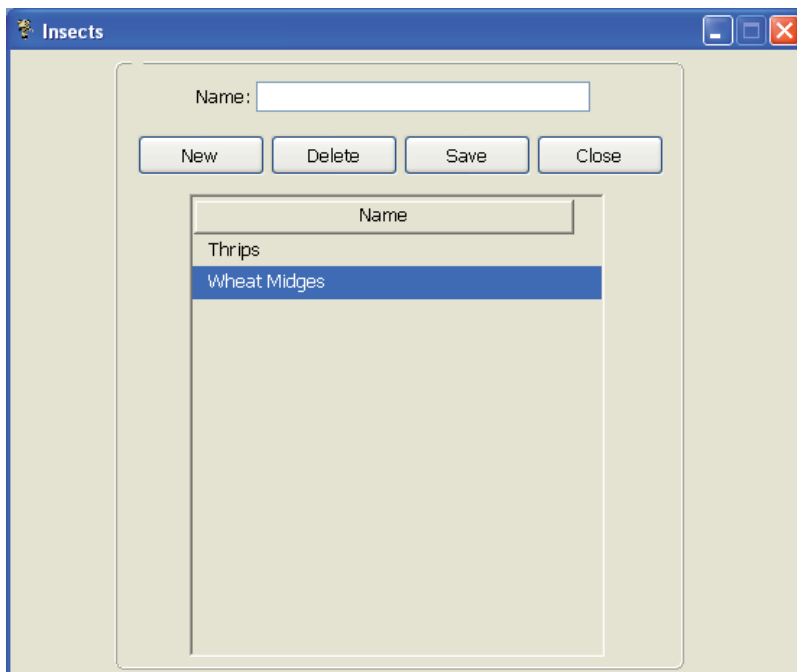 Insects
Name:
New Delete Save Close
Name
Thrips
Wheat Midges